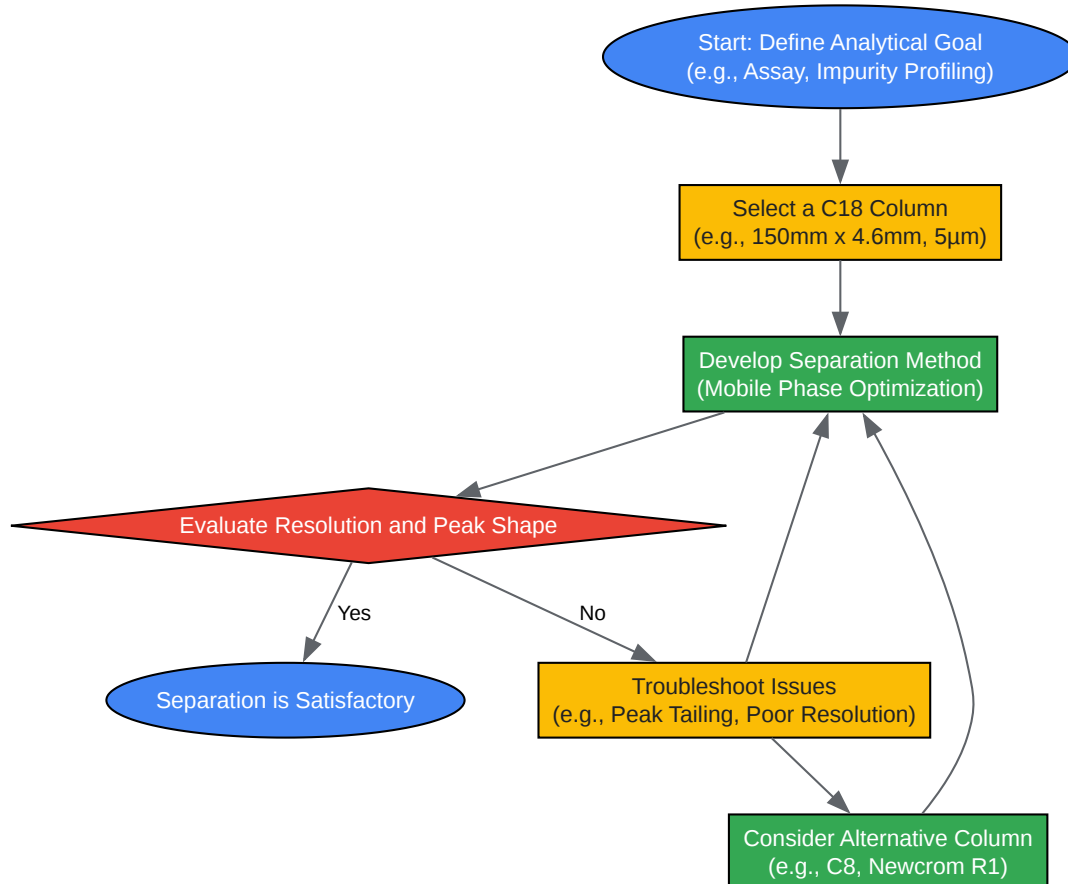 Start: Define Analytical Goal
(e.g., Assay, Impurity Profiling)
Select a C18 Column
(e.g., 150mm x 4.6mm, 5µm)
Develop Separation Method
(Mobile Phase Optimization)
Evaluate Resolution and Peak Shape
Yes
No
Separation is Satisfactory
Troubleshoot Issues
(e.g., Peak Tailing, Poor Resolution)
Consider Alternative Column
(e.g., C8, Newcrom R1)